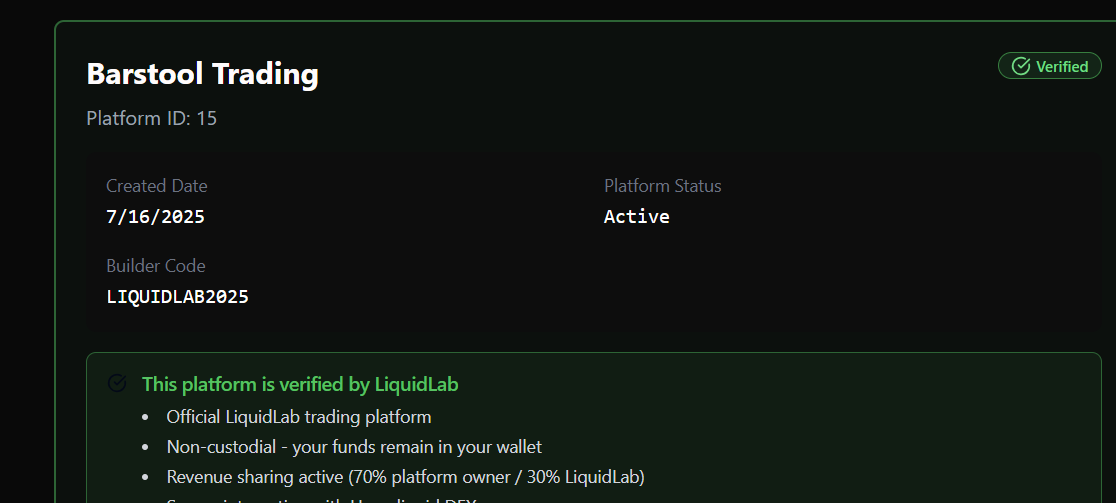 Barstool Trading
Verified
Platform ID: 15
Created Date
7/16/2025
Platform Status
Active
Builder Code
LIQUIDLAB2025
This platform is verified by LiquidLab
• Official LiquidLab trading platform
• Non-custodial - your funds remain in your wallet
• Revenue sharing active (70% platform owner / 30% LiquidLab)